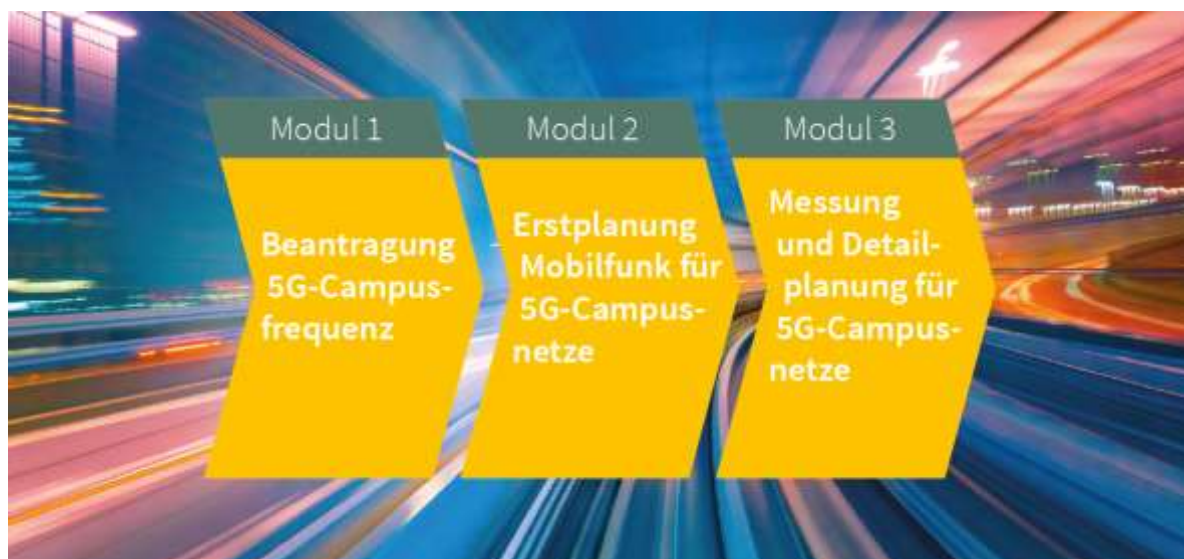 Modul 1
Beantragung
5G-Campus-
frequenz
Modul 2
Erstplanung
Mobilfunk für
5G-Campus-
netze
Modul 3
Messung
und Detail-
planung für
5G-Campus-
netze